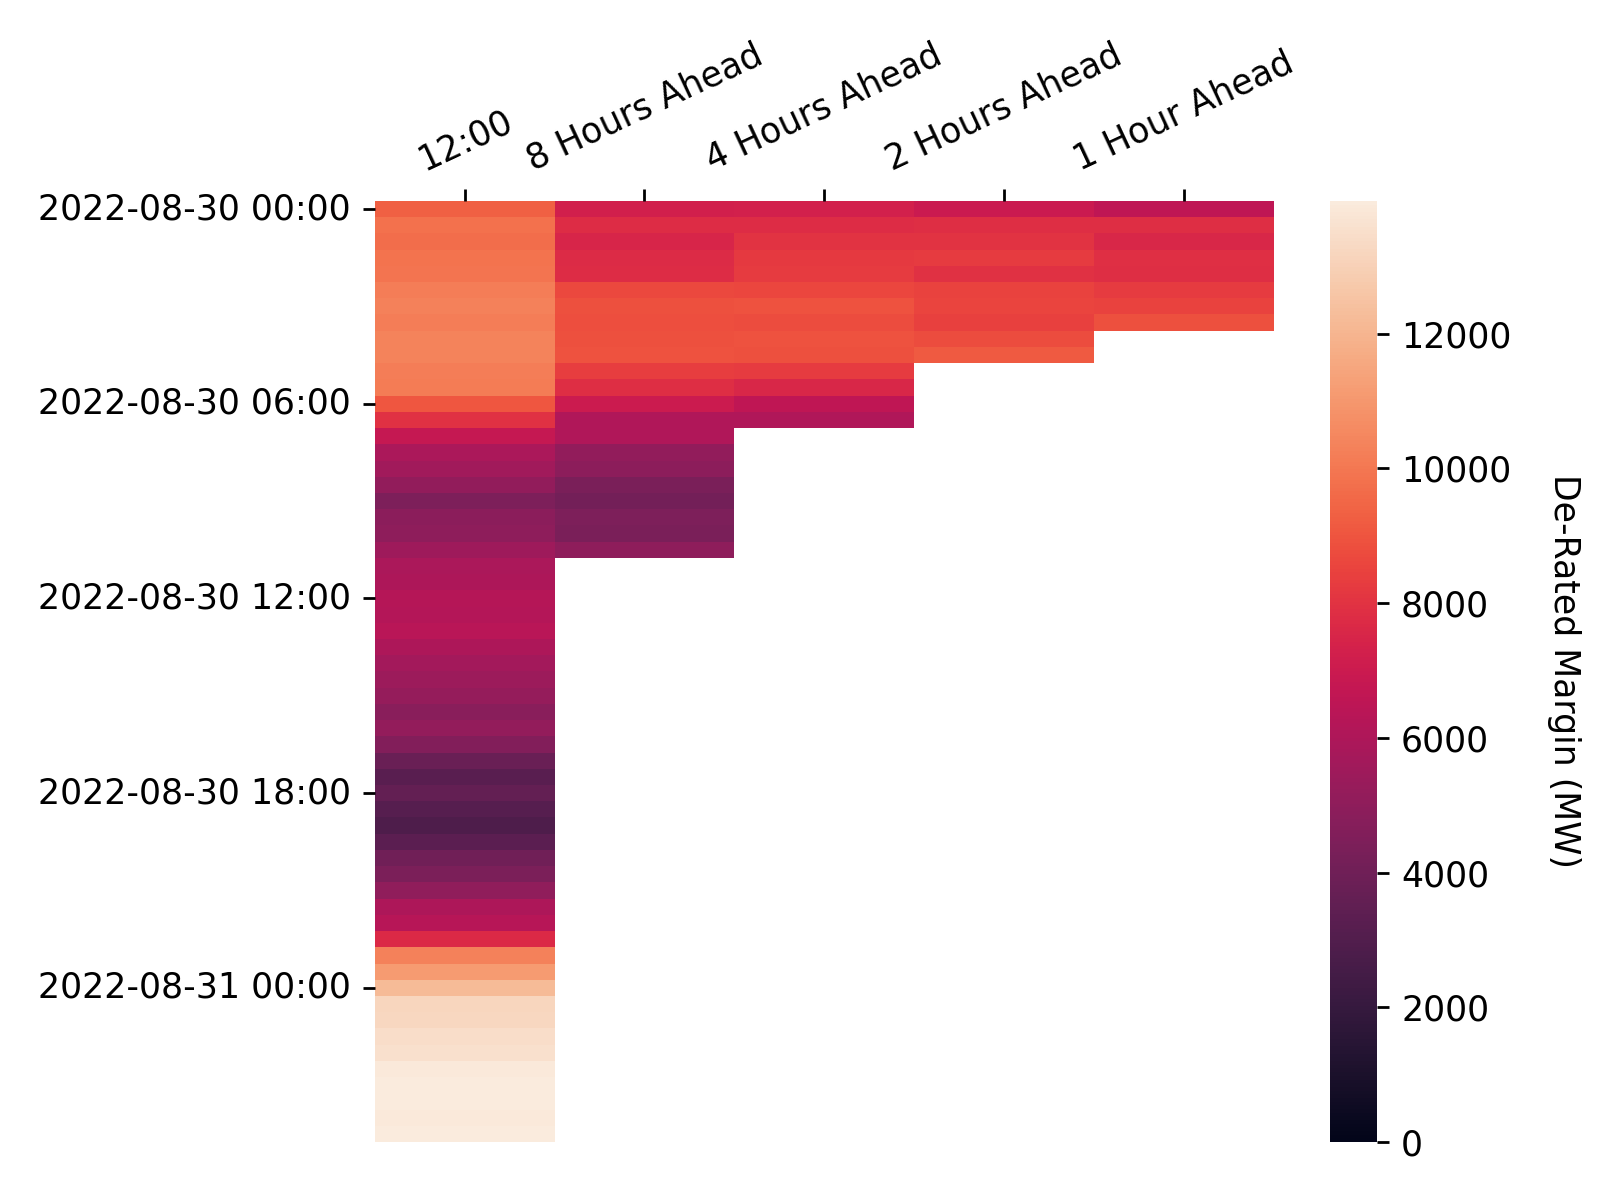 12:00
8 Hours Ahead
4 Hours Ahead
2 Hours Ahead
1 Hour Ahead
2022-08-30 00:00
2022-08-30 06:00
2022-08-30 12:00
2022-08-30 18:00
2022-08-31 00:00
12000
10000
8000
6000
4000
2000
0
De-Rated Margin (MW)